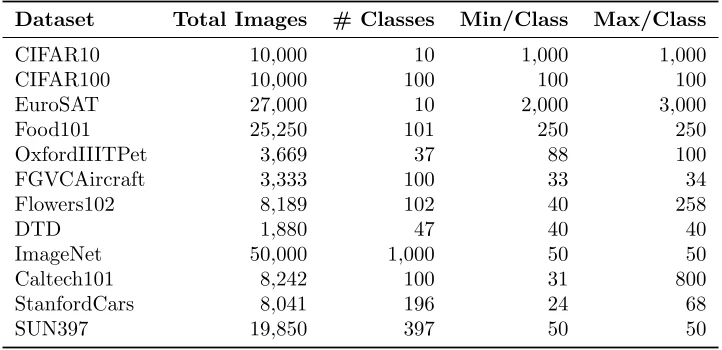 Dataset Total Images # Classes Min/Class Max/Class
CIFAR10 10,000 10 1,000 1,000
CIFAR100 10,000 100 100 100
EuroSAT 27,000 10 2,000 3,000
Food101 25,250 101 250 250
OxfordIIITPet 3,669 37 88 100
FGVCAircraft 3,333 100 33 34
Flowers102 8,189 102 40 258
DTD 1,880 47 40 40
ImageNet 50,000 1,000 50 50
Caltech101 8,242 100 31 800
StanfordCars 8,041 196 24 68
SUN397 19,850 397 50 50